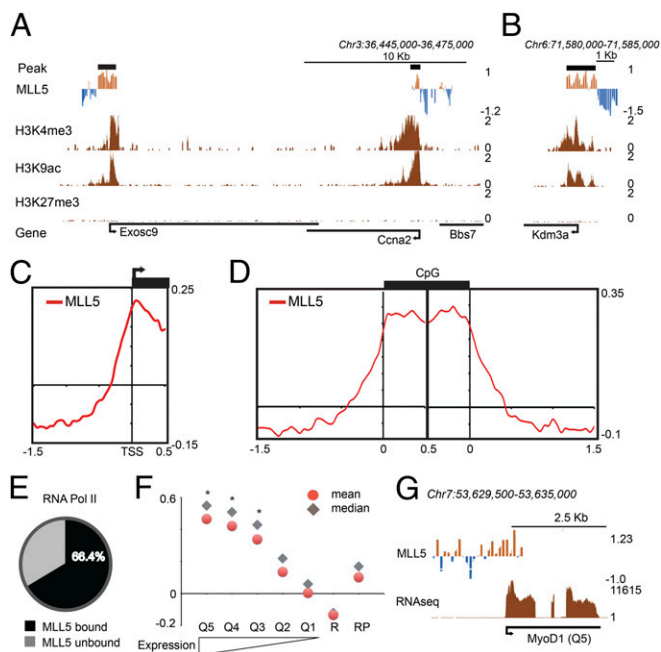 A
Chr3:36,445,000-36,475,000
10 Kb
Peak
MLL5
1
-1.2
H3K4me3
2
0
H3K9ac
2
0
H3K27me3
2
0
Gene
Exosc9
Ccna2
Bbs7
B
Chr6:71,580,000-71,585,000
1 Kb
1
-1.5
2
0
2
0
2
0
Kdm3a
C
MLL5
0.25
-0.15
-1.5
TSS
0.5
D
CpG
MLL5
0.35
-0.1
-1.5
0
0.5
0
1.5
E
RNA Pol II
66.4%
MLL5 bound
MLL5 unbound
F
0.6
0
-0.2
* * *
mean
median
Q5 Q4 Q3 Q2 Q1 R RP
Expression
G
Chr7:53,629,500-53,635,000
2.5 Kb
MLL5
1.23
-1.0
RNAseq
11615
1
MyoD1 (Q5)